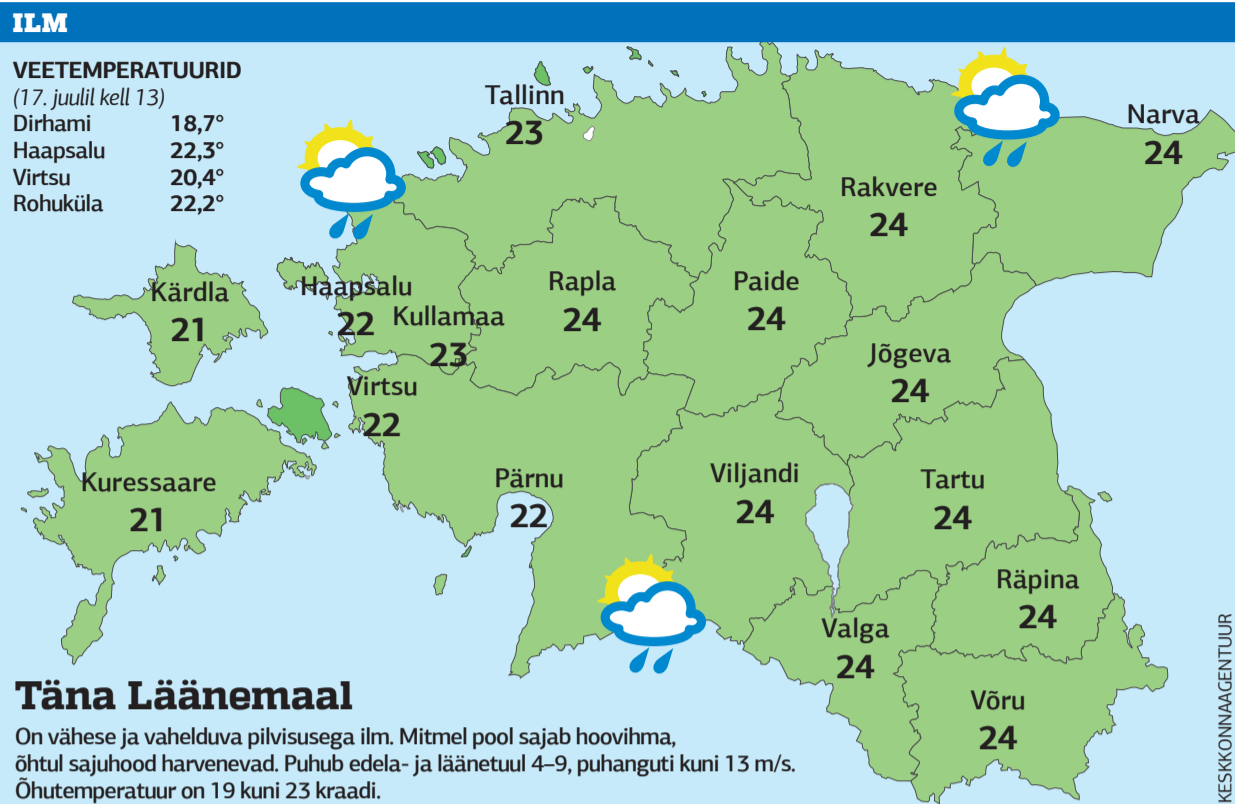 ILM
VEETEMPERATUURID
(17. juulil kell 13)
Dirhami 18,7°
Haapsalu 22,3°
Virtsu 20,4°
Rohuküla 22,2°
Tallinn
23
Narva
24
Rakvere
24
Kärdla
21
Haapsalu
22
Kullamaa
23
Rapla
24
Paide
24
Jõgeva
24
Virtsu
22
Kuressaare
21
Pärnu
22
Viljandi
24
Tartu
24
Räpina
24
Valga
24
Võru
24
Täna Läänemaal
On vähese ja vahelduva pilvisusega ilm. Mitmel pool sajab hoovihma,
õhtul sajuhood harvenevad. Puhub edela- ja läänetuul 4–9, puhanguti kuni 13 m/s.
Õhutemperatuur on 19 kuni 23 kraadi.
KESKKONNAAGENTUUR